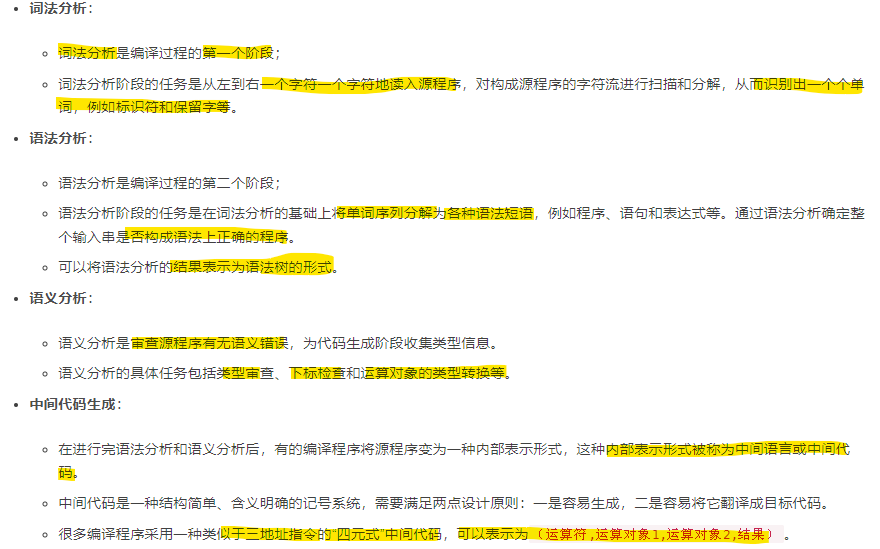 词法分析：
词法分析是编译过程的第一个阶段；
词法分析阶段的任务是从左到右一个字符一个字符地读入源程序，对构成源程序的字符流进行扫描和分解，从而识别出一个个单
词，例如标识符和保留字等。
语法分析：
语法分析是编译过程的第二个阶段；
语法分析阶段的任务是在词法分析的基础上将单词序列分解为各种语法短语，例如程序、语句和表达式等。通过语法分析确定整
个输入串是否构成语法上正确的程序。
可以将语法分析的结果表示为语法树的形式。
语义分析：
语义分析是审查源程序有无语义错误，为代码生成阶段收集类型信息。
语义分析的具体任务包括类型审查、下标检查和运算对象的类型转换等。
中间代码生成：
在进行完语法分析和语义分析后，有的编译程序将源程序变为一种内部表示形式，这种内部表示形式被称为中间语言或中间代
码。
中间代码是一种结构简单、含义明确的记号系统，需要满足两点设计原则：一是容易生成，二是容易将它翻译成目标代码。
很多编译程序采用一种类似于三地址指令的“四元式”中间代码，可以表示为（运算符,运算对象1,运算对象2,结果）。